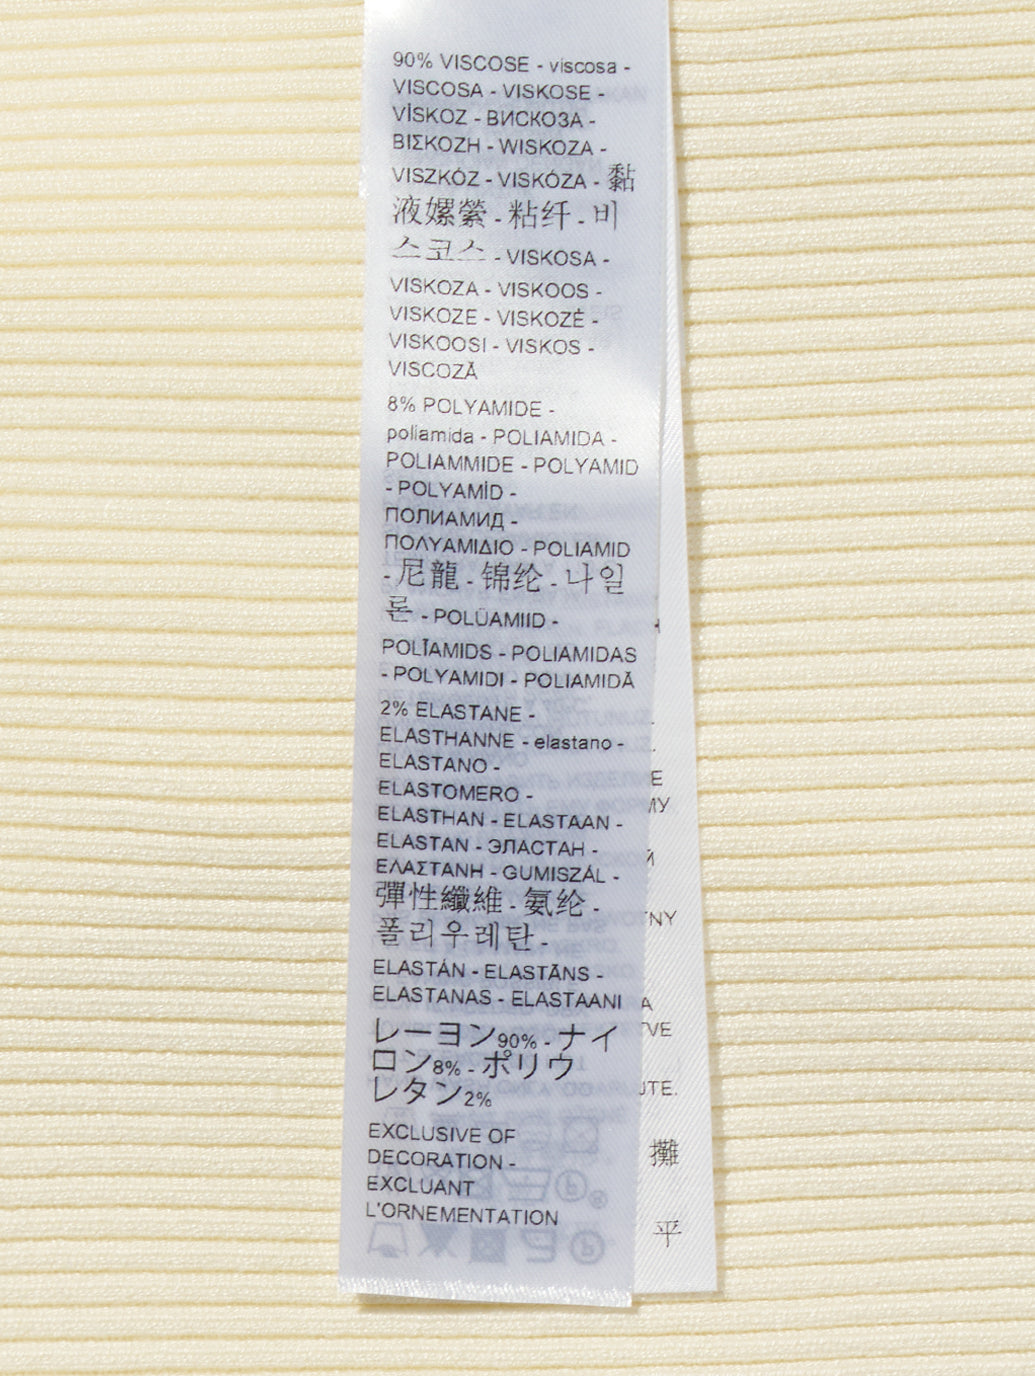 90% VISCOSE - viscosa -
VISCOSA - VISKOSE -
VİSKOZ - ВИСКОЗА -
ΒΙΣΚΟΖΗ - WISKOZA -
VISZKÓZ - VISKÓZA - 黏
液嫘縈 - 粘纤 - 비
스코스 - VISKOSA -
VISKOZA - VISKOOS -
VISKOZE - VISKOZĖ -
VISKOOSI - VISKOS -
VISCOZĂ
8% POLYAMIDE -
poliamida - POLIAMIDA -
POLIAMMIDE - POLYAMID
- POLYAMİD -
ПОЛИАМИД -
ΠΟΛΥΑΜΙΔΙΟ - POLIAMID
- 尼龍 - 锦纶 - 나일
론 - POLÜAMIID -
POLĪAMIDS - POLIAMIDAS
- POLYAMIDI - POLIAMIDĂ
2% ELASTANE -
ELASTHANNE - elastano -
ELASTANO -
ELASTOMERO -
ELASTHAN - ELASTAAN -
ELASTAN - ЭЛАСТАН -
ΕΛΑΣΤΑΝΗ - GUMISZÁL -
彈性纖維 - 氨纶 -
폴리우레탄 -
ELASTÁN - ELASTĀNS -
ELASTANAS - ELASTAANI
レーヨン90% - ナイ
ロン8% - ポリウ
レタン2%
EXCLUSIVE OF
DECORATION -
EXCLUANT
L'ORNEMENTATION
攤
平